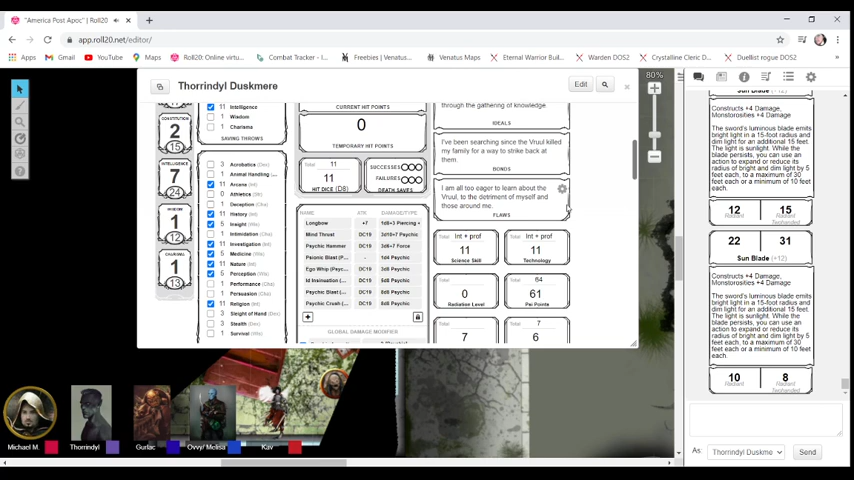 "America Post Apoc" | Roll20
app.roll20.net/editor/
Apps
Gmail
YouTube
Maps
Roll20: Online virtu...
Combat Tracker - I...
Freebies | Venatus...
Venatus Maps
Eternal Warrior Buil...
Warden DOS2
Crystalline Cleric D...
Duellist rogue DOS2
Thorrindyl Duskmere
Edit
80%
CONSTITUTION
2
15
INTELLIGENCE
7
24
1
12
CHARISMA
1
13
11 Intelligence
1 Wisdom
1 Charisma
SAVING THROWS
3 Acrobatics (Dex)
1 Animal Handling (...
11 Arcana (Int)
0 Athletics (Str)
1 Deception (Cha)
11 History (Int)
5 Insight (Wis)
1 Intimidation (Cha)
11 Investigation (Int)
5 Medicine (Wis)
11 Nature (Int)
5 Perception (Wis)
1 Performance (Cha)
1 Persuasion (Cha)
11 Religion (Int)
3 Sleight of Hand (Dex)
3 Stealth (Dex)
1 Survival (Wis)
CURRENT HIT POINTS
0
TEMPORARY HIT POINTS
Total 11
11
HIT DICE (D8)
SUCCESSES
FAILURES
DEATH SAVES
NAME ATK DAMAGE/TYPE
Longbow +7 1d8+3 Piercing +
Mind Thrust DC19 3d10+7 Psychic
Psychic Hammer DC19 3d6+7 Force
Psionic Blast (P... - 1d4 Psychic
Ego Whip (Psyc... DC19 3d6 Psychic
Id Insinuation (... DC19 5d8 Psychic
Psychic Blast (... DC19 8d8 Psychic
Psychic Crush (... DC19 8d8 Psychic
GLOBAL DAMAGE MODIFIER
through the gathering of knowledge.
IDEALS
I've been searching since the Vruul killed
my family for a way to strike back at
them.
BONDS
I am all too eager to learn about the
Vruul, to the detriment of myself and
those around me.
FLAWS
Total Int + prof
11
Science Skill
Total Int + prof
11
Technology
Total
0
Radiation Level
Total 64
61
Psi Points
Total
7
Total 7
6
Sun Blade (+12)
Constructs +4 Damage,
Monstorosities +4 Damage
The sword's luminous blade emits
bright light in a 15-foot radius and
dim light for an additional 15 feet.
The light is sunlight. While the
blade persists, you can use an
action to expand or reduce its
radius of bright and dim light by 5
feet each, to a maximum of 30
feet each or a minimum of 10 feet
each.
12 15
Radiant Radiant
Twohanded
22 31
Sun Blade (+12)
Constructs +4 Damage,
Monstorosities +4 Damage
The sword's luminous blade emits
bright light in a 15-foot radius and
dim light for an additional 15 feet.
The light is sunlight. While the
blade persists, you can use an
action to expand or reduce its
radius of bright and dim light by 5
feet each, to a maximum of 30
feet each or a minimum of 10 feet
each.
10 8
Radiant Radiant
Twohanded
As: Thorrindyl Duskme
Send
Michael M.
Thorrindyl
Gurlac
Ovvy/ Melisa
Kav